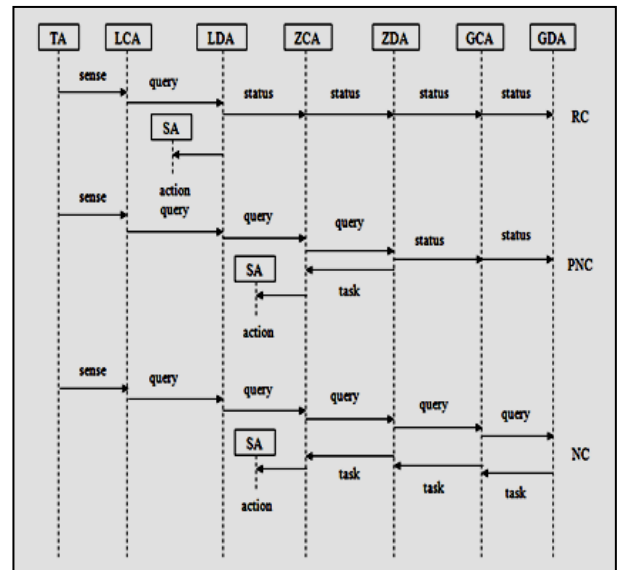 TA LCA LDA ZCA ZDA GCA GDA
sense
query
status status status status
RC
SA
action
sense
query
query
query
status
status
PNC
SA
task
action
sense
query
query
query
query
query
SA
NC
task
task
task
action